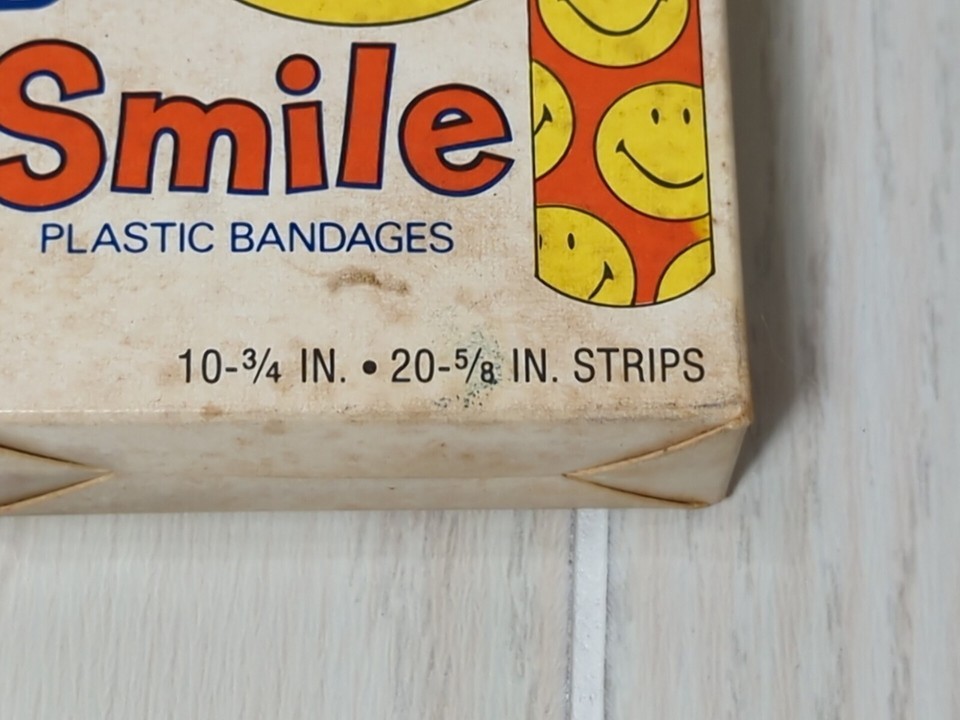 Smile
PLASTIC BANDAGES
10-¾ IN. • 20-⅝ IN. STRIPS